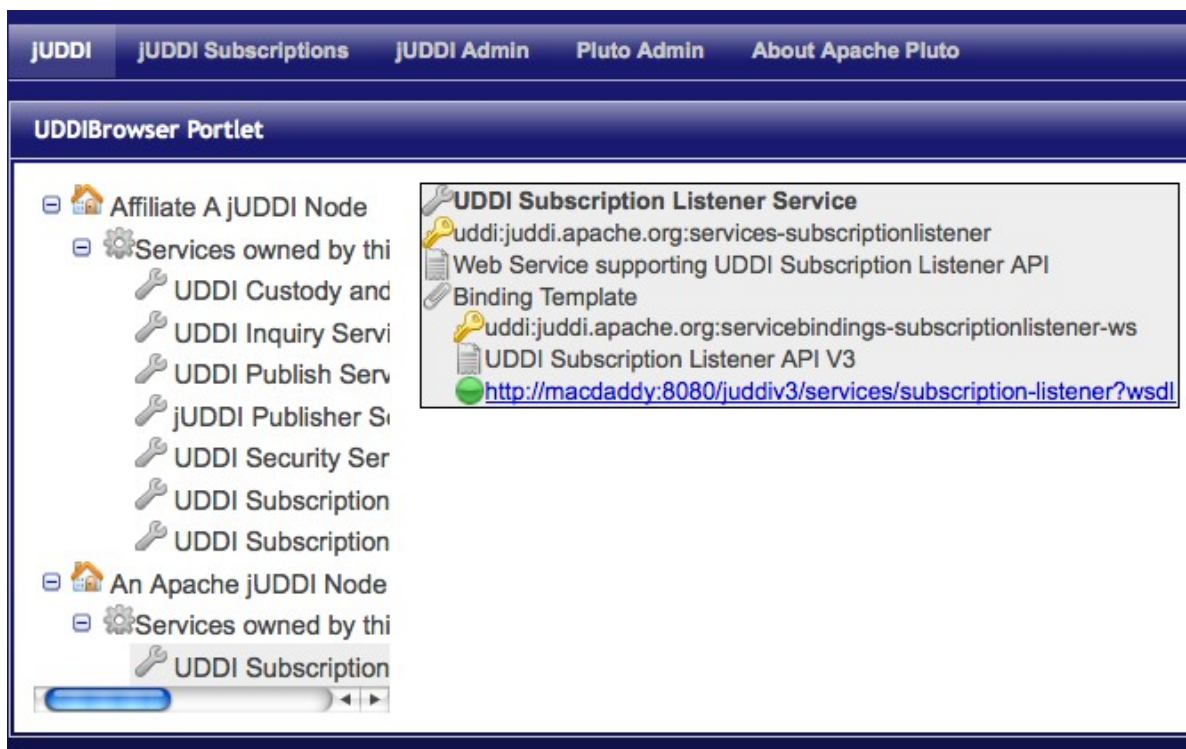 jUDDI jUDDI Subscriptions jUDDI Admin Pluto Admin About Apache Pluto
UDDIBrowser Portlet
Affiliate A jUDDI Node
Services owned by thi
UDDI Custody and
UDDI Inquiry Servi
UDDI Publish Serv
jUDDI Publisher Se
UDDI Security Ser
UDDI Subscription
UDDI Subscription
An Apache jUDDI Node
Services owned by thi
UDDI Subscription
UDDI Subscription Listener Service
uddi:juddi.apache.org:services-subscriptionlistener
Web Service supporting UDDI Subscription Listener API
Binding Template
uddi:juddi.apache.org:servicebindings-subscriptionlistener-ws
UDDI Subscription Listener API V3
http://macdaddy:8080/juddiv3/services/subscription-listener?wsdl